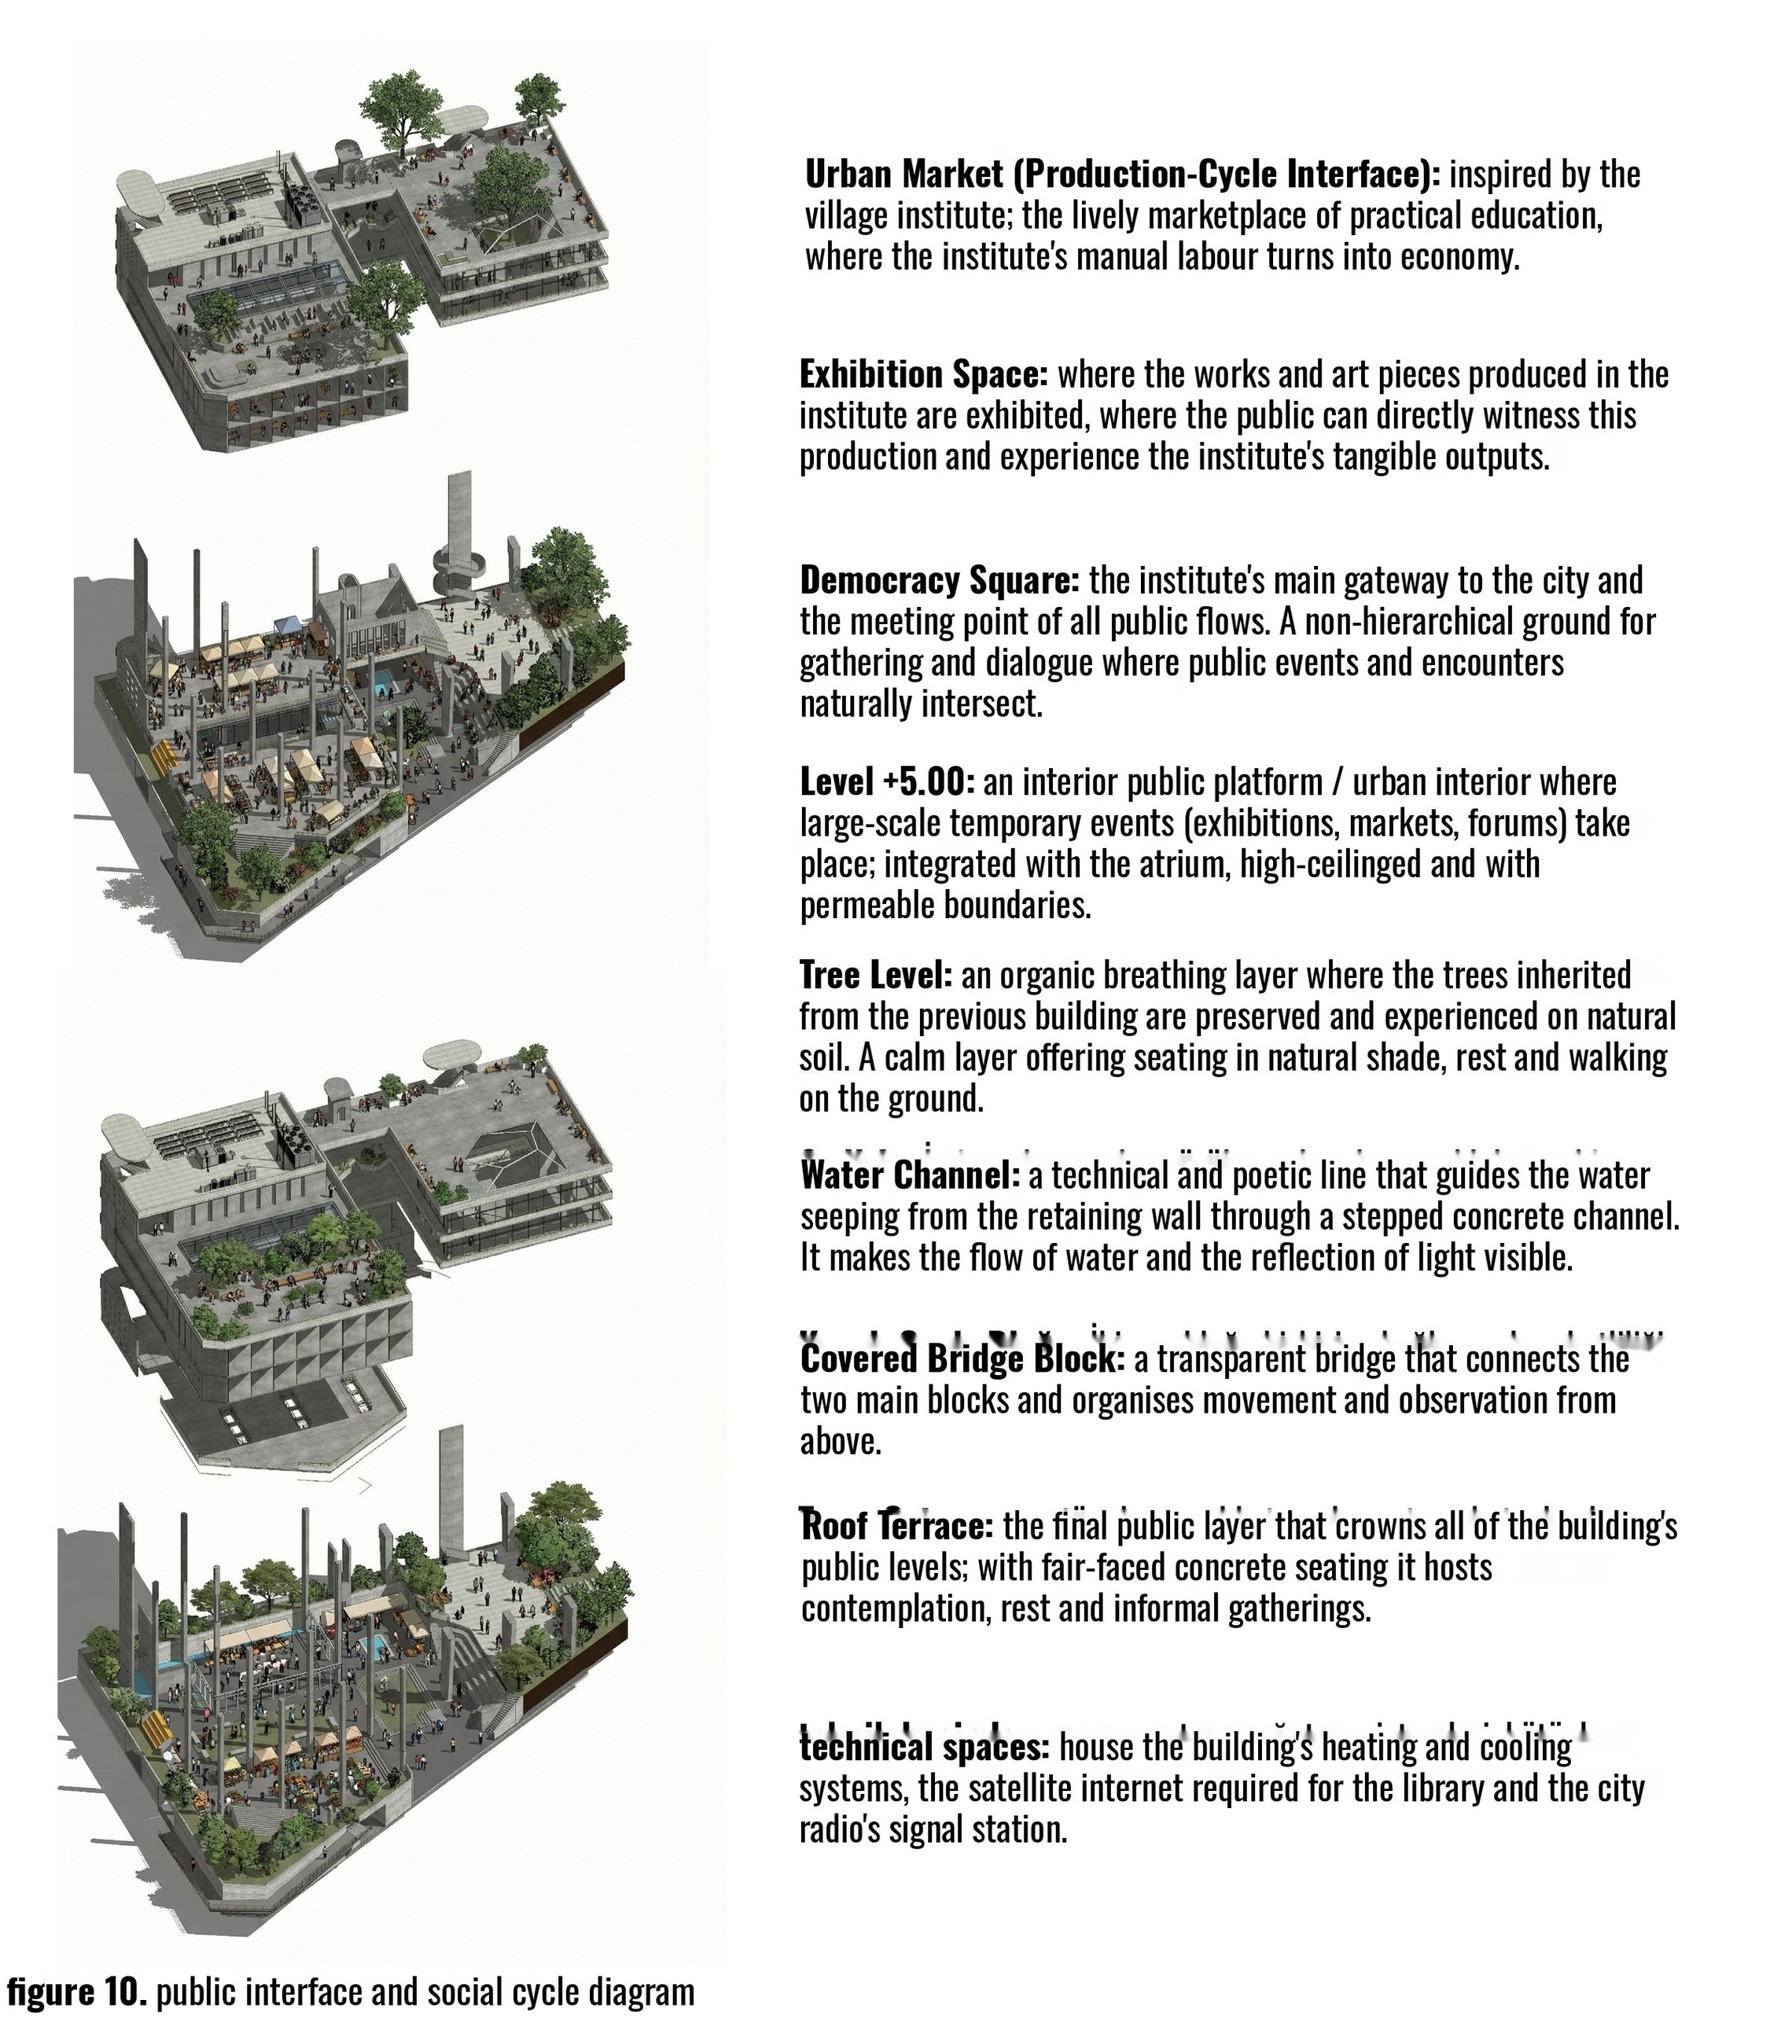 Urban Market (Production-Cycle Interface): inspired by the
village institute; the lively marketplace of practical education,
where the institute's manual labour turns into economy.
Exhibition Space: where the works and art pieces produced in the
institute are exhibited, where the public can directly witness this
production and experience the institute's tangible outputs.
Democracy Square: the institute's main gateway to the city and
the meeting point of all public flows. A non-hierarchical ground for
gathering and dialogue where public events and encounters
naturally intersect.
Level +5.00: an interior public platform / urban interior where
large-scale temporary events (exhibitions, markets, forums) take
place; integrated with the atrium, high-ceilinged and with
permeable boundaries.
Tree Level: an organic breathing layer where the trees inherited
from the previous building are preserved and experienced on natural
soil. A calm layer offering seating in natural shade, rest and walking
on the ground.
Water Channel: a technical and poetic line that guides the water
seeping from the retaining wall through a stepped concrete channel.
It makes the flow of water and the reflection of light visible.
Covered Bridge Block: a transparent bridge that connects the
two main blocks and organises movement and observation from
above.
Roof Terrace: the final public layer that crowns all of the building's
public levels; with fair-faced concrete seating it hosts
contemplation, rest and informal gatherings.
technical spaces: house the building's heating and cooling
systems, the satellite internet required for the library and the city
radio's signal station.
figure 10. public interface and social cycle diagram